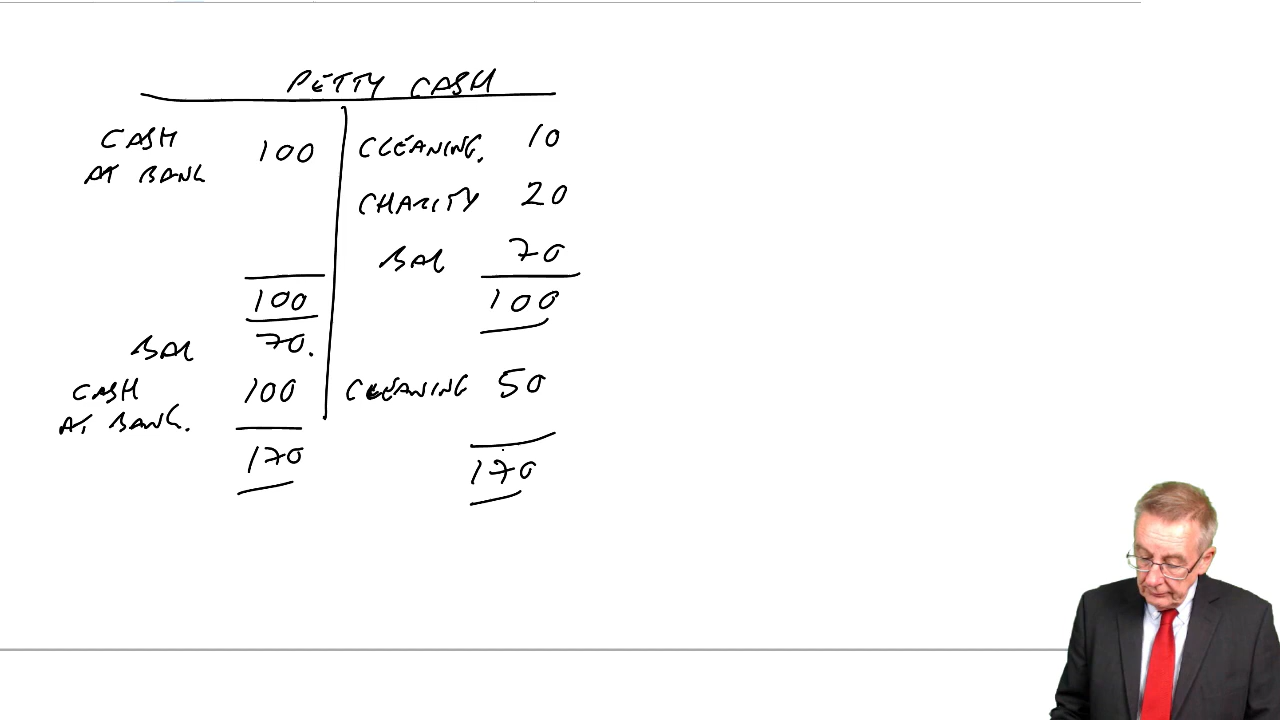 PETTY CASH
CASH
AT BANK 100 CLEANING. 10
CHARITY 20
BAL 70
100 100
BAL 70.
CASH 100 CLEANING 50
AT BANK.
170 170